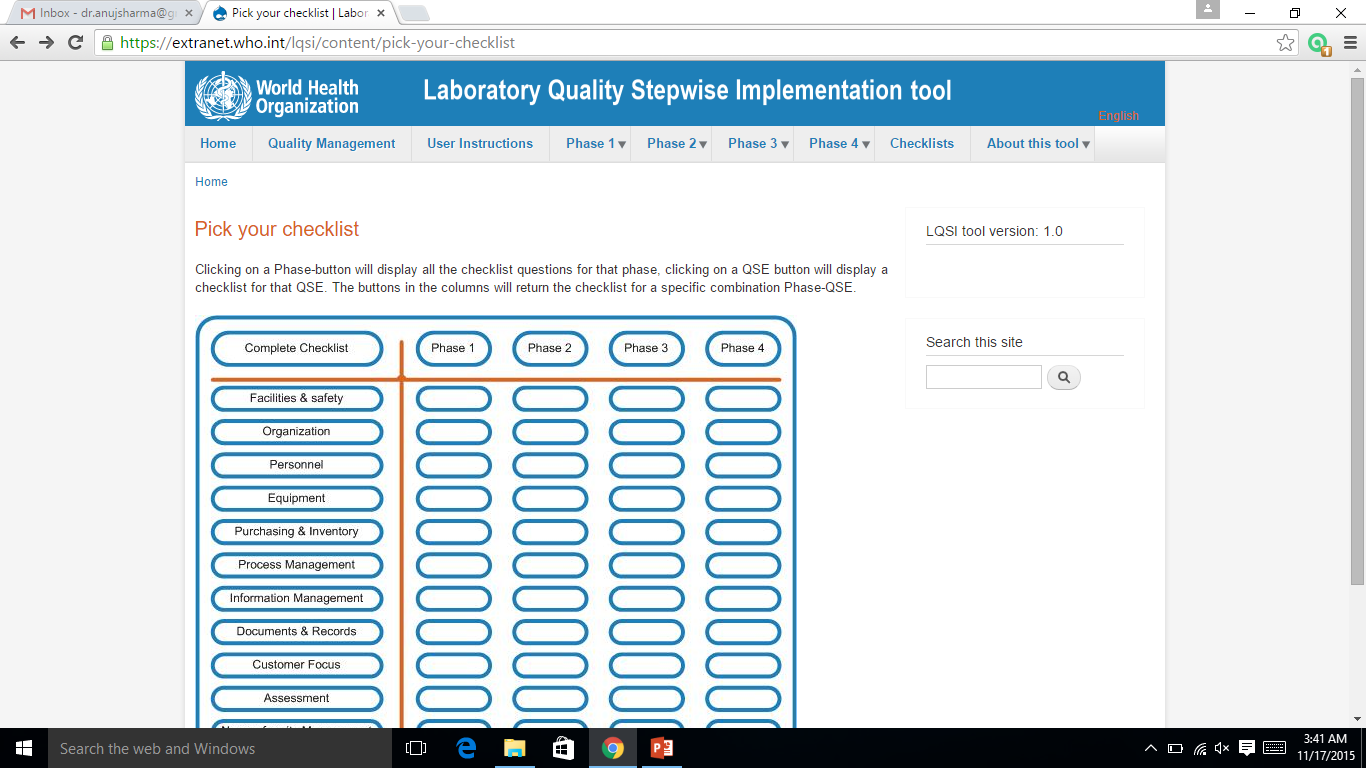 Inbox - dr.anujsharma@g
Pick your checklist | Labor
https://extranet.who.int/lqsi/content/pick-your-checklist
1
World Health
Organization
Laboratory Quality Stepwise Implementation tool
English
Home Quality Management User Instructions Phase 1 Phase 2 Phase 3 Phase 4 Checklists About this tool
Home
Pick your checklist
Clicking on a Phase-button will display all the checklist questions for that phase, clicking on a QSE button will display a
checklist for that QSE. The buttons in the columns will return the checklist for a specific combination Phase-QSE.
LQSI tool version: 1.0
Search this site
Complete Checklist Phase 1 Phase 2 Phase 3 Phase 4
Facilities & safety
Organization
Personnel
Equipment
Purchasing & Inventory
Process Management
Information Management
Documents & Records
Customer Focus
Assessment
Search the web and Windows
3:41 AM
11/17/2015